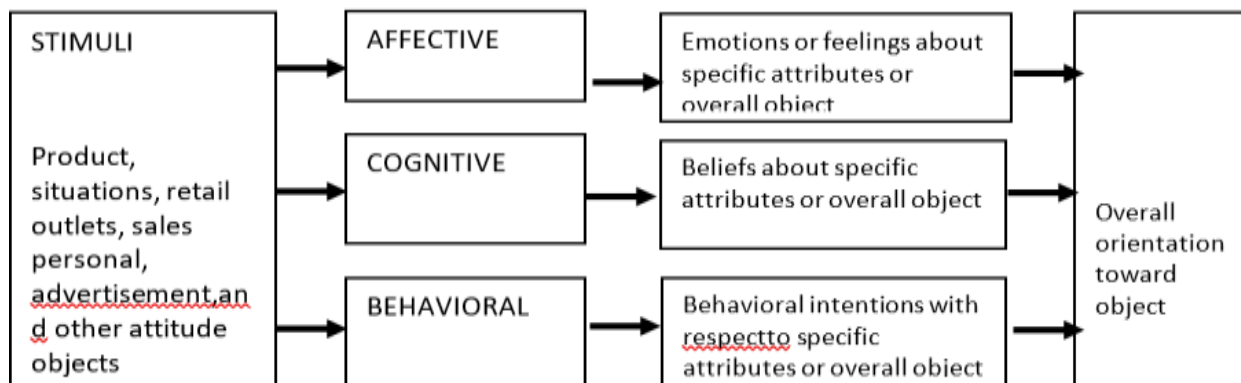 STIMULI
Product,
situations, retail
outlets, sales
personal,
advertisement,an
d other attitude
objects
AFFECTIVE
Emotions or feelings about
specific attributes or
overall object
COGNITIVE
Beliefs about specific
attributes or overall object
BEHAVIORAL
Behavioral intentions with
respectto specific
attributes or overall object
Overall
orientation
toward
object